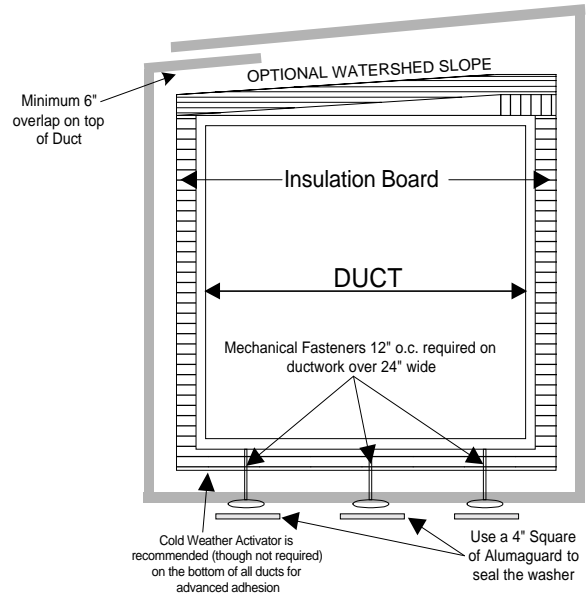 OPTIONAL WATERSHED SLOPE
Minimum 6"
overlap on top
of Duct
Insulation Board
DUCT
Mechanical Fasteners 12" o.c. required on
ductwork over 24" wide
Cold Weather Activator is
recommended (though not required)
on the bottom of all ducts for
advanced adhesion
Use a 4" Square
of Alumaguard to
seal the washer